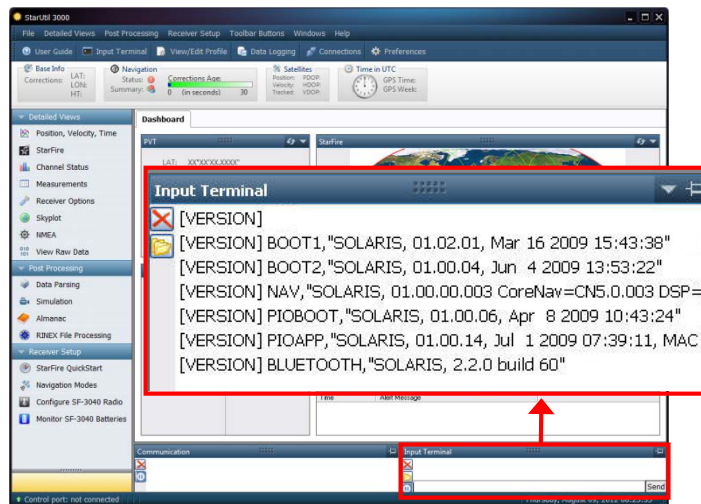 StarUtil 3000
File Detailed Views Post Processing Receiver Setup Toolbar Buttons Windows Help
User Guide Input Terminal View/Edit Profile Data Logging Connections Preferences
Base Info
Corrections: LAT:
LON:
HT:
Navigation
Status:
Summary:
Corrections Age:
0 (in seconds) 30
Satellites
Position: PDOP:
Velocity: HDOP:
Tracked: VDOP:
Time in UTC
GPS Time:
GPS Week:
Detailed Views
Position, Velocity, Time
StarFire
Channel Status
Measurements
Receiver Options
Skyplot
NMEA
View Raw Data
Post Processing
Data Parsing
Simulation
Almanac
RINEX File Processing
Receiver Setup
StarFire QuickStart
Navigation Modes
Configure SF-3040 Radio
Monitor SF-3040 Batteries
Dashboard
PVT
StarFire
LAT: XX°XX'XX.XXXX"
Input Terminal
[VERSION]
[VERSION] BOOT1,"SOLARIS, 01.02.01, Mar 16 2009 15:43:38"
[VERSION] BOOT2,"SOLARIS, 01.00.04, Jun 4 2009 13:53:22"
[VERSION] NAV,"SOLARIS, 01.00.00.003 CoreNav=CN5.0.003 DSP=
[VERSION] PIOBOOT,"SOLARIS, 01.00.06, Apr 8 2009 10:43:24"
[VERSION] PIOAPP,"SOLARIS, 01.00.14, Jul 1 2009 07:39:11, MAC
[VERSION] BLUETOOTH,"SOLARIS, 2.2.0 build 60"
Time Alert Message
Communication
Input Terminal
Send
Control port: not connected